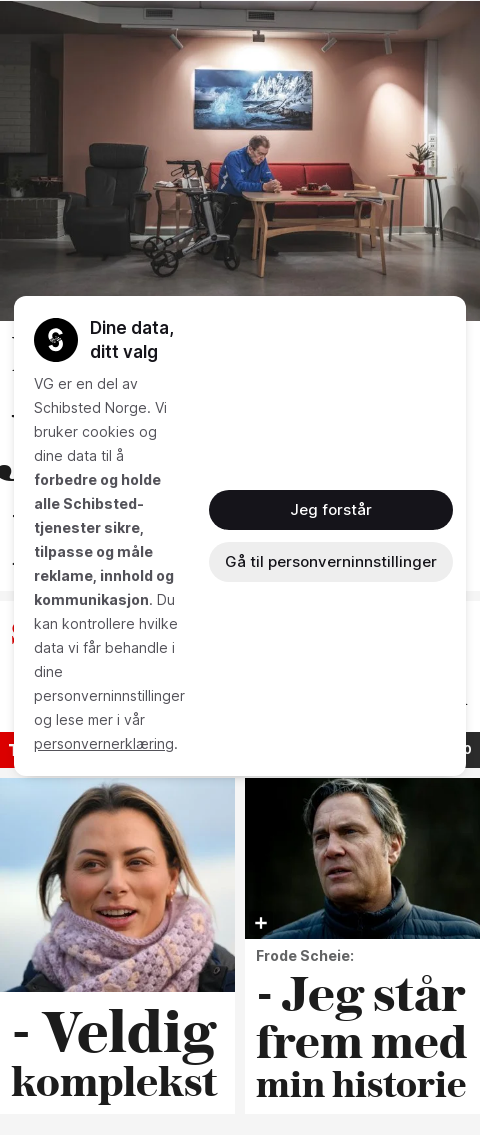 Dine data,
ditt valg
VG er en del av
Schibsted Norge. Vi
bruker cookies og
dine data til å
forbedre og holde
alle Schibsted-
tjenester sikre,
tilpasse og måle
reklame, innhold og
kommunikasjon. Du
kan kontrollere hvilke
data vi får behandle i
dine
personverninnstillinger
og lese mer i vår
personvernerklæring.
Jeg forstår
Gå til personverninnstillinger
- Veldig
komplekst
Frode Scheie:
- Jeg står
frem med
min historie